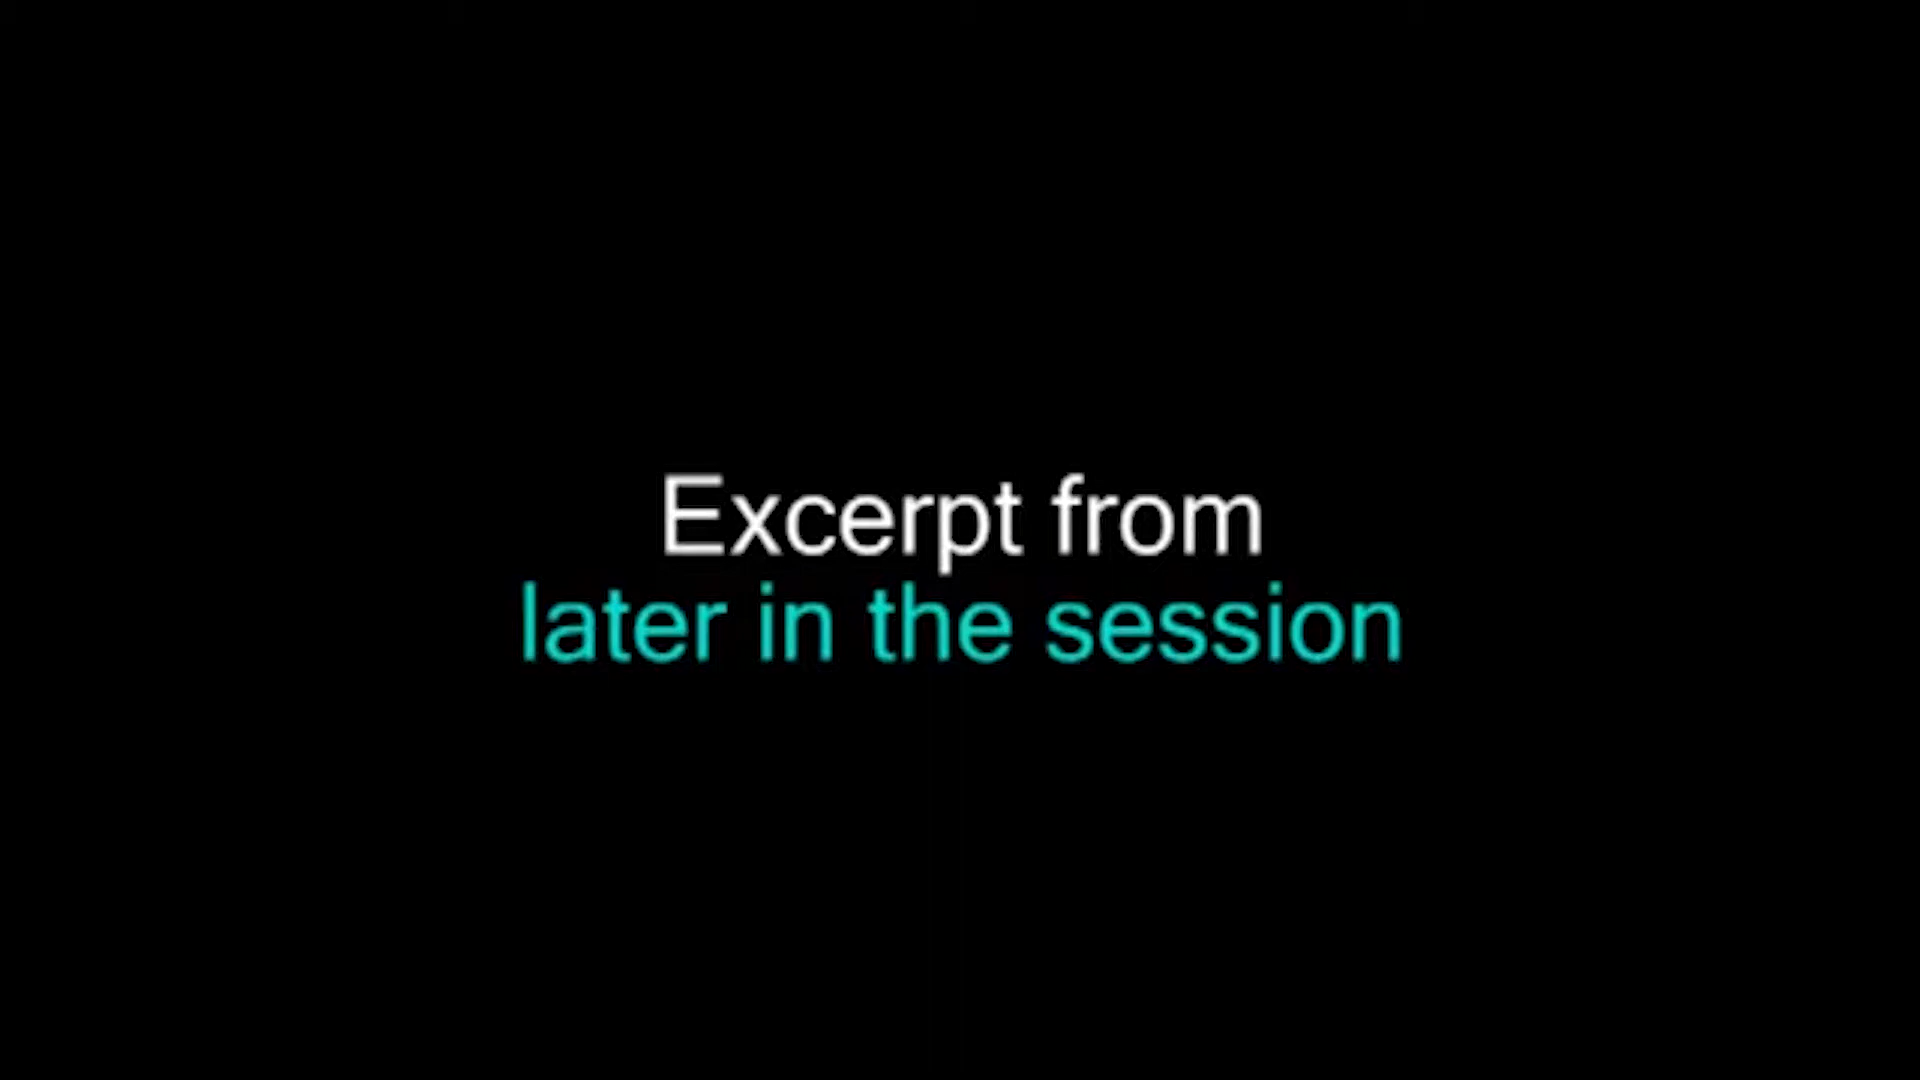 Excerpt from
later in the session